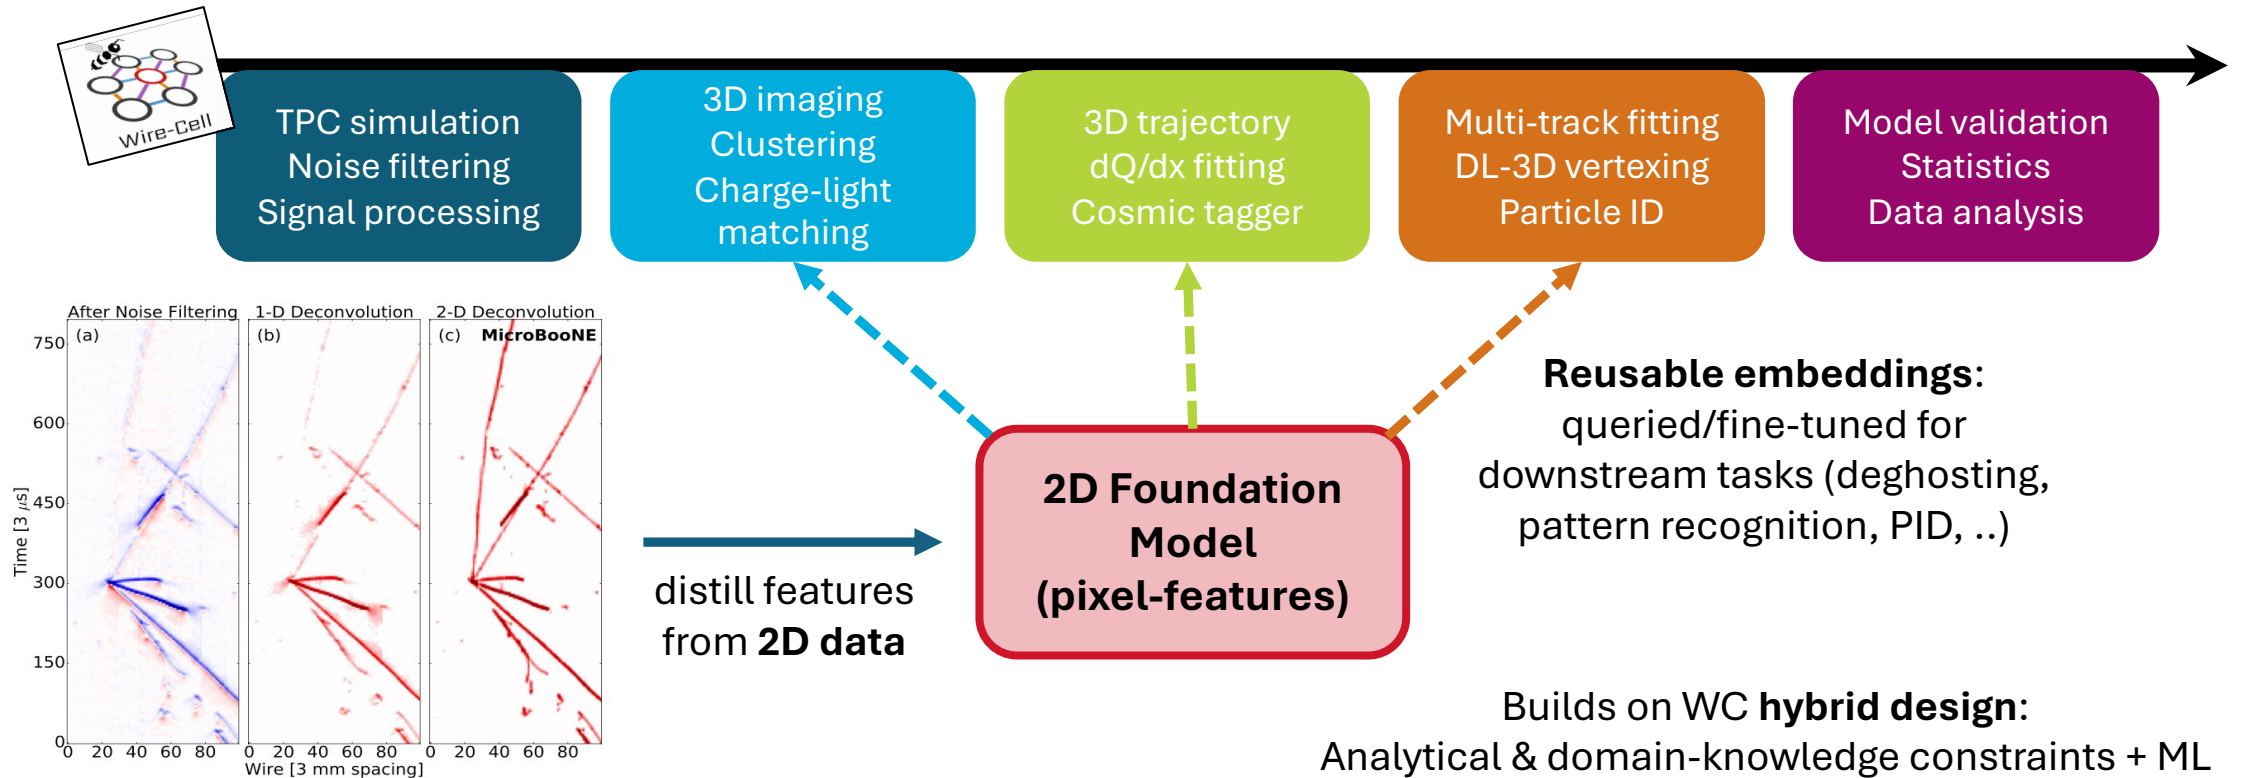 Wire-Cell
TPC simulation
Noise filtering
Signal processing
3D imaging
Clustering
Charge-light
matching
3D trajectory
dQ/dx fitting
Cosmic tagger
Multi-track fitting
DL-3D vertexing
Particle ID
Model validation
Statistics
Data analysis
After Noise Filtering
1-D Deconvolution
2-D Deconvolution
(a)
(b)
(c) MicroBooNE
Time [3 µs]
750
600
450
300
150
0
0 20 40 60 80
0 20 40 60 80
0 20 40 60 80
Wire [3 mm spacing]
distill features
from 2D data
2D Foundation
Model
(pixel-features)
Reusable embeddings:
queried/fine-tuned for
downstream tasks (deghosting,
pattern recognition, PID, ..)
Builds on WC hybrid design:
Analytical & domain-knowledge constraints + ML